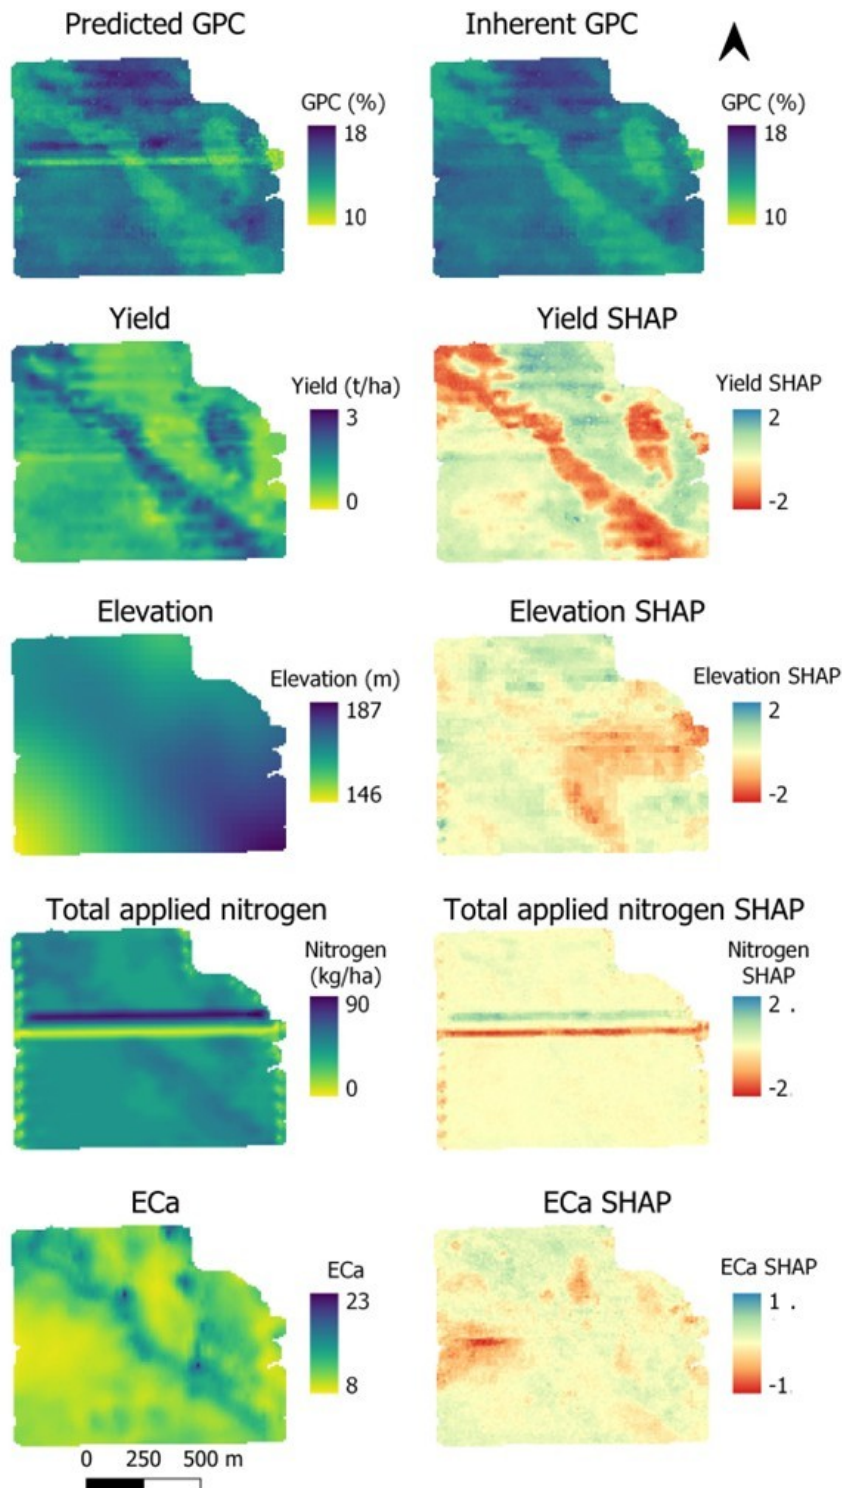 Predicted GPC
Inherent GPC
GPC (%)
18
10
GPC (%)
18
10
Yield
Yield SHAP
Yield (t/ha)
3
0
Yield SHAP
2
-2
Elevation
Elevation SHAP
Elevation (m)
187
146
Elevation SHAP
2
-2
Total applied nitrogen
Total applied nitrogen SHAP
Nitrogen
(kg/ha)
90
0
Nitrogen
SHAP
2 .
-2.
ECa
ECa SHAP
ECa
23
8
ECa SHAP
1 .
-1.
0 250 500 m